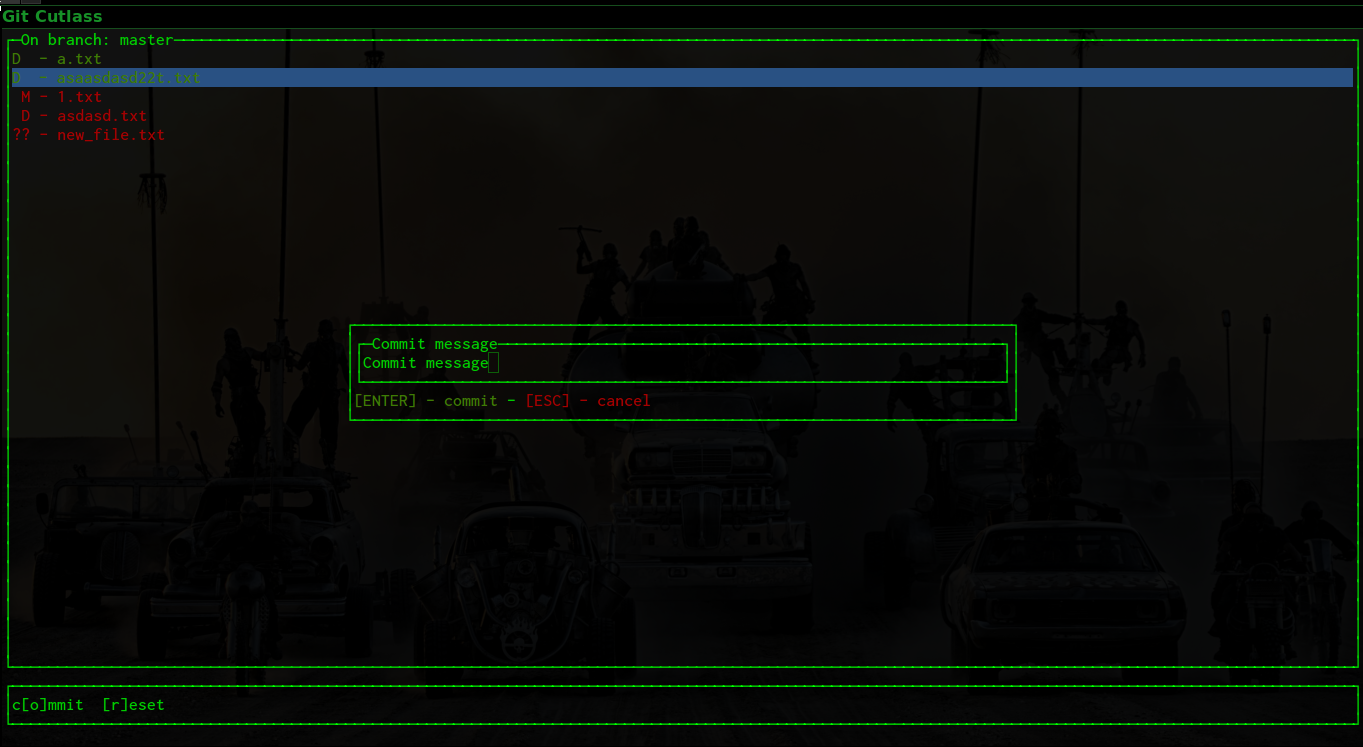 Git Cutlass
On branch: master
D  - a.txt
D  - asaasdasd22t.txt
 M - 1.txt
 D - asdasd.txt
?? - new_file.txt
Commit message
Commit message
[ENTER] - commit - [ESC] - cancel
c[o]mmit  [r]eset